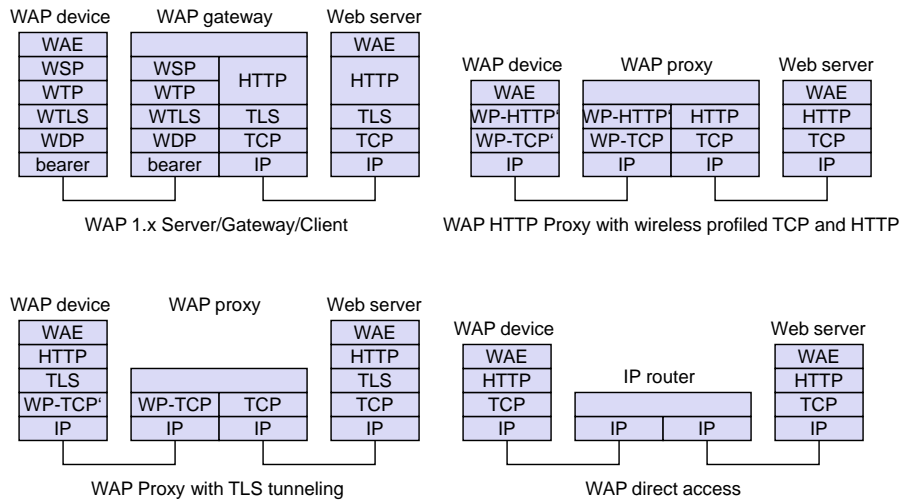 WAP device WAP gateway Web server
WAE WAE
WSP WSP HTTP HTTP
WTP WTP
WTLS WTLS TLS TLS
WDP WDP TCP TCP
bearer bearer IP IP
WAP 1.x Server/Gateway/Client
WAP device WAP proxy Web server
WAE WAE
WP-HTTP‘ WP-HTTP‘ HTTP HTTP
WP-TCP‘ WP-TCP TCP TCP
IP IP IP IP
WAP HTTP Proxy with wireless profiled TCP and HTTP
WAP device WAP proxy Web server
WAE WAE
HTTP HTTP
TLS TLS
WP-TCP‘ WP-TCP TCP TCP
IP IP IP IP
WAP Proxy with TLS tunneling
WAP device Web server
WAE WAE
HTTP IP router HTTP
TCP TCP
IP IP IP IP
WAP direct access